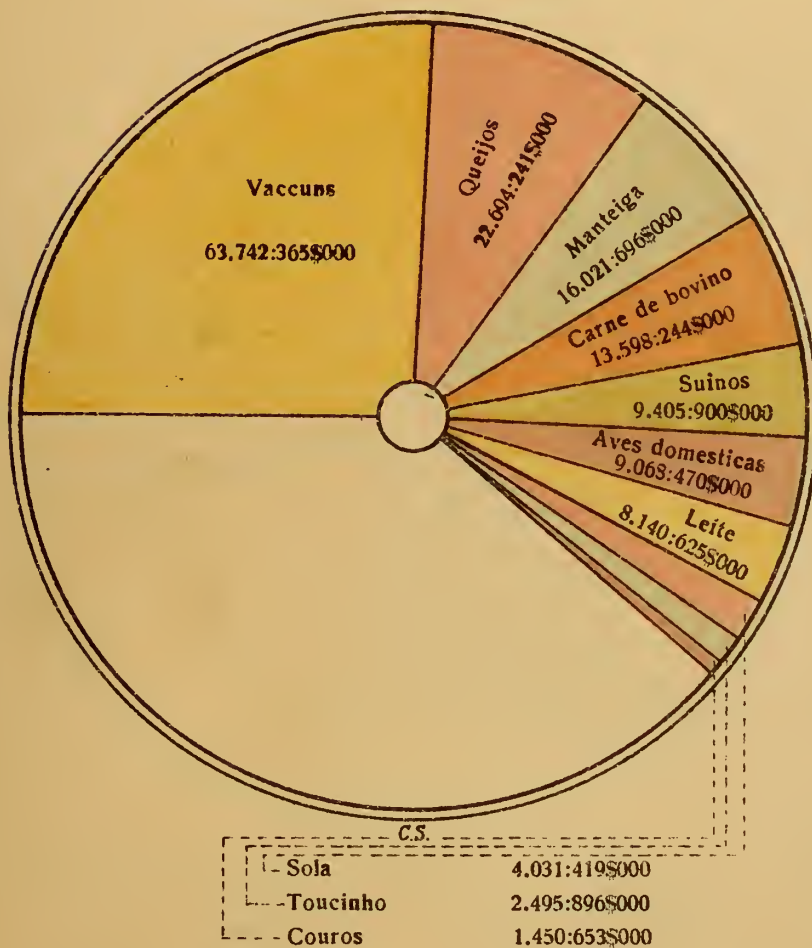 Vaccuns
63.742:365$000
Queijos
22.604:241$000
Manteiga
16.021:696$000
Carne de bovino
13.598:244$000
Suinos
9.405:900$000
Aves domesticas
9.068:470$000
Leite
8.140:625$000
C.S.
Sola 4.031:419$000
Toucinho 2.495:896$000
Couros 1.450:653$000